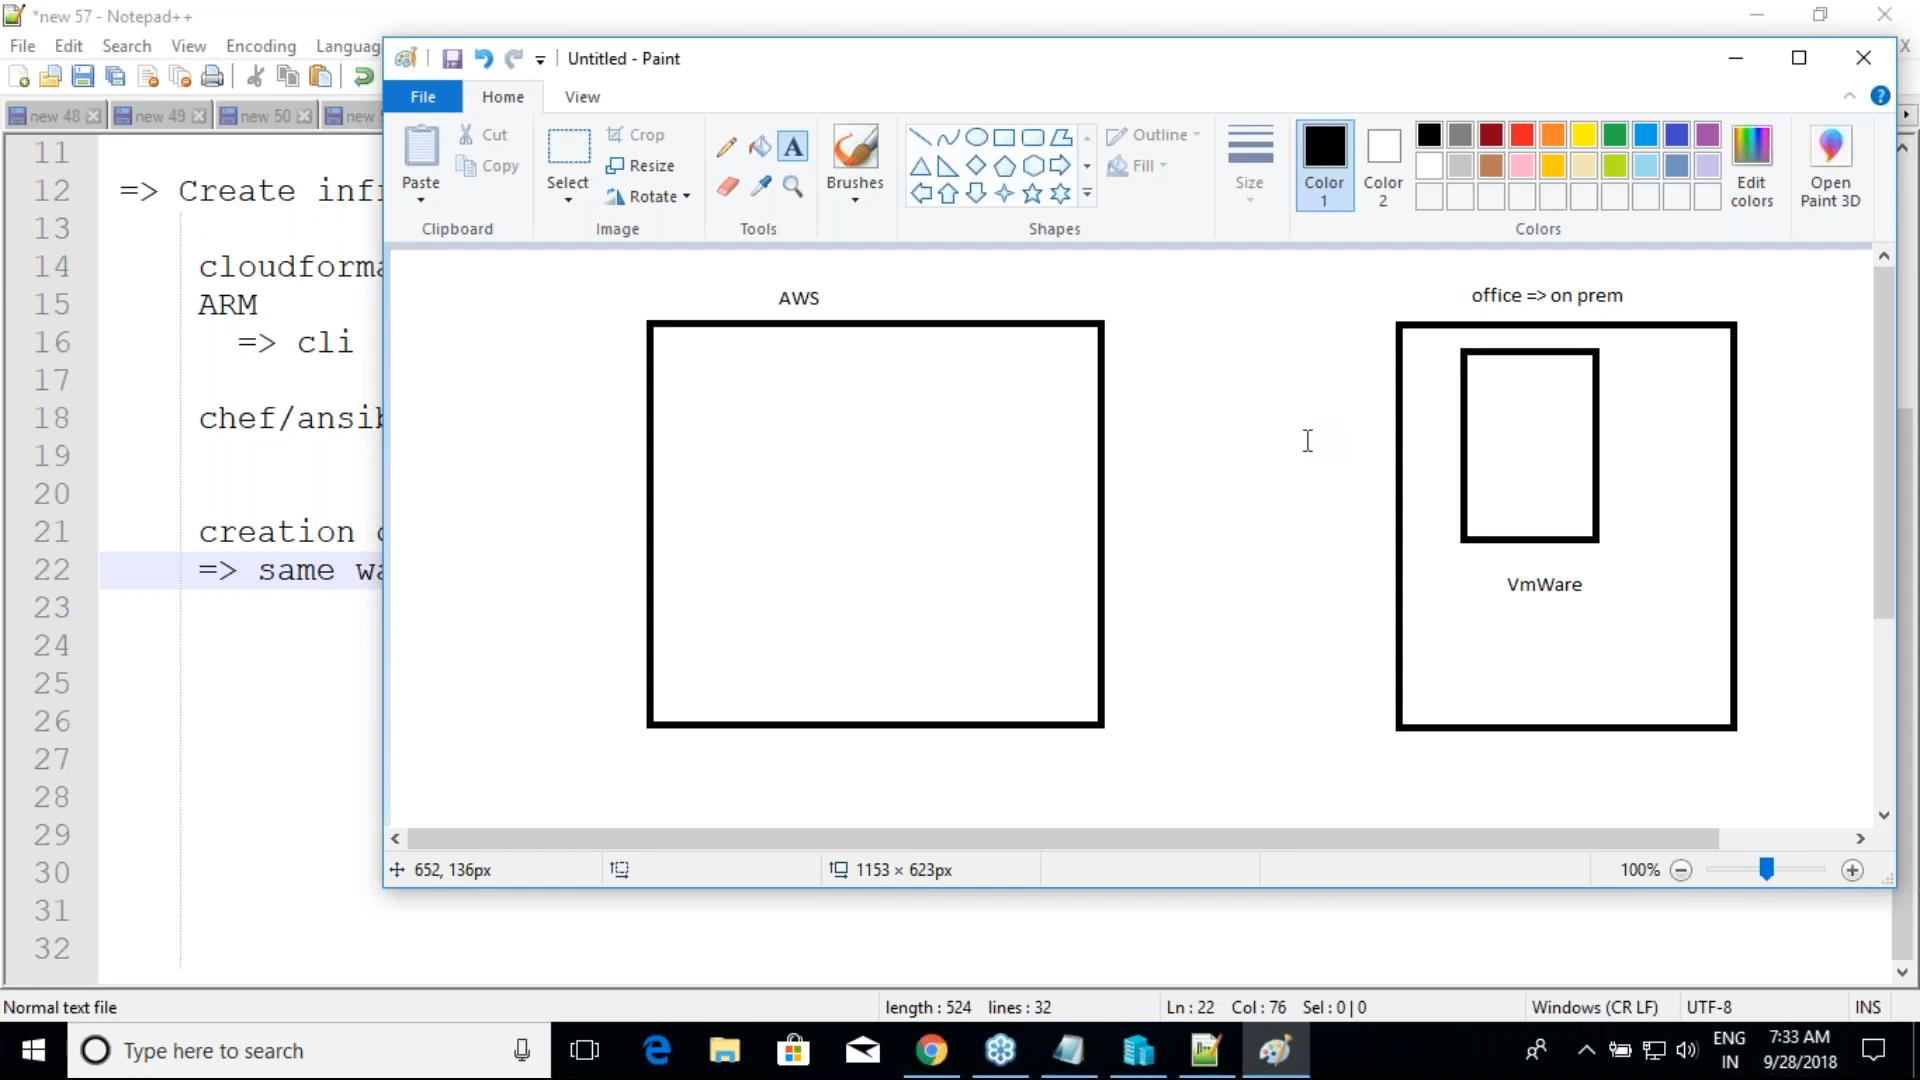 *new 57 - Notepad++
File Edit Search View Encoding Languag
new 48 new 49 new 50 new
11
12 => Create infr
13
14 cloudforma
15 ARM
16 => cli
17
18 chef/ansib
19
20
21 creation
22 => same wa
23
24
25
26
27
28
29
30
31
32
Untitled - Paint
File Home View
Paste
Cut
Copy
Clipboard
Select
Crop
Resize
Rotate
Image
A
Tools
Brushes
Shapes
Outline
Fill
Size
Color 1
Color 2
Edit colors
Colors
Open Paint 3D
AWS
office => on prem
VmWare
652, 136px
1153 × 623px
100%
Normal text file length : 524 lines : 32 Ln : 22 Col : 76 Sel : 0 | 0 Windows (CR LF) UTF-8 INS
Type here to search
ENG
IN
7:33 AM
9/28/2018